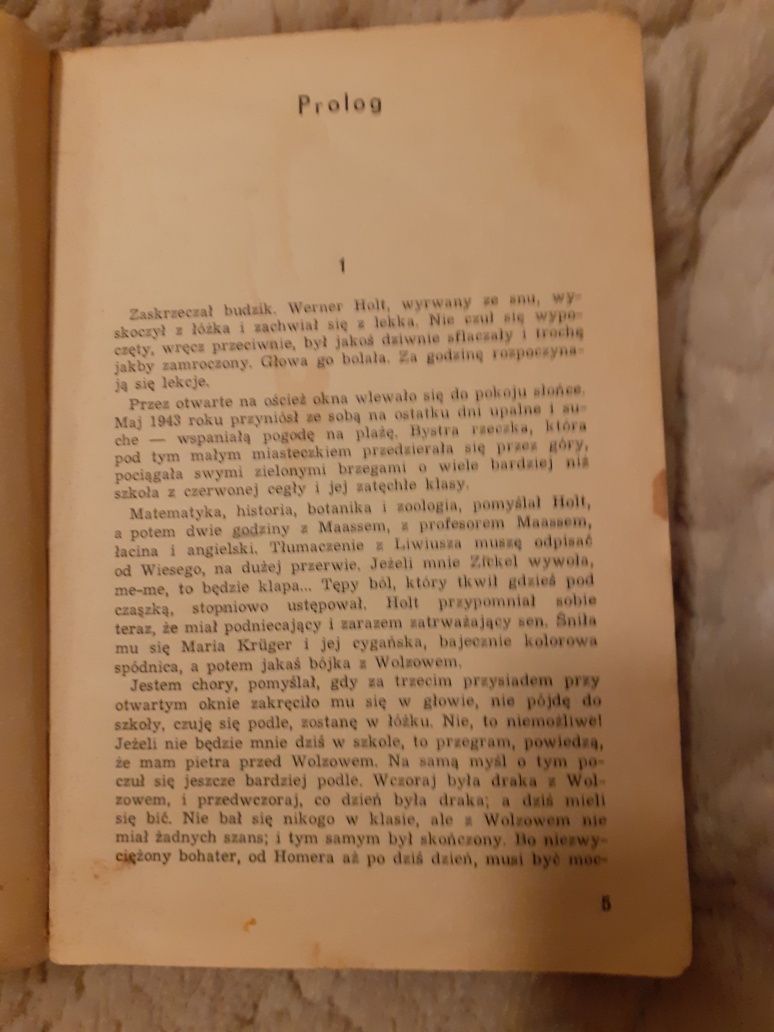 Prolog
1
Zaskrzeczał budzik. Werner Holt, wyrwany ze snu, wy-
skoczył z łóżka i zachwiał się z lekka. Nie czuł się wypo-
częty, wręcz przeciwnie, był jakoś dziwnie sflaczały i trochę
jakby zamroczony. Głowa go bolała. Za godzinę rozpoczyna-
ją się lekcje.
Przez otwarte na oścież okna wlewało się do pokoju słońce.
Maj 1943 roku przyniósł ze sobą na ostatku dni upalne i su-
che — wspaniałą pogodę na plażę. Bystra rzeczka, która
pod tym małym miasteczkiem przedzierała się przez góry,
pociągała swymi zielonymi brzegami o wiele bardziej niż
szkoła z czerwonej cegły i jej zatęchłe klasy.
Matematyka, historia, botanika i zoologia, pomyślał Holt,
a potem dwie godziny z Maassem, z profesorem Maassem,
łacina i angielski. Tłumaczenie z Liwiusza muszę odpisać
od Wiesego, na dużej przerwie. Jeżeli mnie Zickel wywoła,
me-me, to będzie klapa... Tępy ból, który tkwił gdzieś pod
czaszką, stopniowo ustępował. Holt przypomniał sobie
teraz, że miał podniecający i zarazem zatrważający sen. Śniła
mu się Maria Krüger i jej cygańska, bajecznie kolorowa
spódnica, a potem jakaś bójka z Wolzowem.
Jestem chory, pomyślał, gdy za trzecim przysiadem przy
otwartym oknie zakręciło mu się w głowie, nie pójdę do
szkoły, czuję się podle, zostanę w łóżku. Nie, to niemożliwe!
Jeżeli nie będzie mnie dziś w szkole, to przegram, powiedzą,
że mam pietra przed Wolzowem. Na samą myśl o tym po-
czuł się jeszcze bardziej podle. Wczoraj była draka z Wol-
zowem, i przedwczoraj, co dzień była draka; a dziś mieli
się bić. Nie bał się nikogo w klasie, ale z Wolzowem nie
miał żadnych szans; i tym samym był skończony. Bo niezwy-
ciężony bohater, od Homera aż po dziś dzień, musi być moc-
5